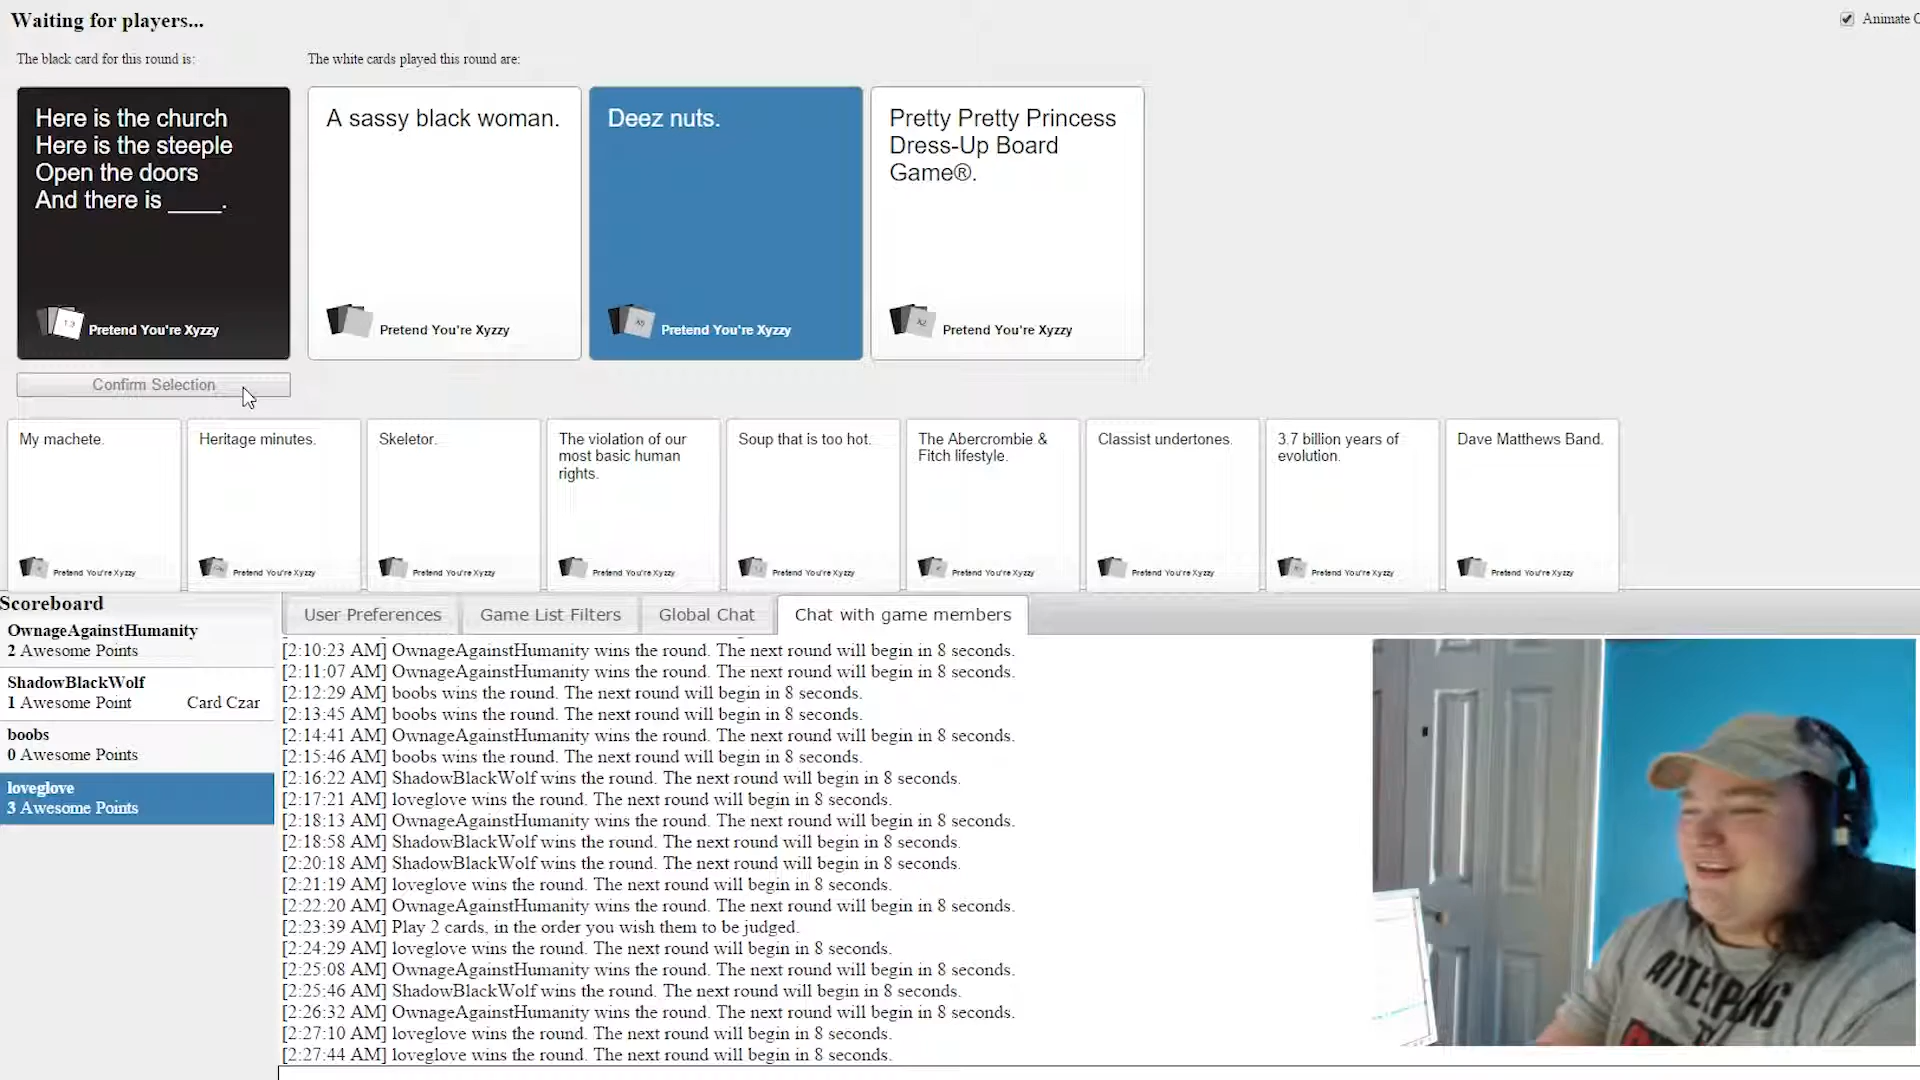 Waiting for players...
Animate
The black card for this round is:
The white cards played this round are:
Here is the church
Here is the steeple
Open the doors
And there is ____.
Pretend You're Xyzzy
A sassy black woman.
Pretend You're Xyzzy
Deez nuts.
Pretend You're Xyzzy
Pretty Pretty Princess
Dress-Up Board
Game®.
Pretend You're Xyzzy
Confirm Selection
My machete.
Pretend You're Xyzzy
Heritage minutes.
Pretend You're Xyzzy
Skeletor.
Pretend You're Xyzzy
The violation of our
most basic human
rights.
Pretend You're Xyzzy
Soup that is too hot.
Pretend You're Xyzzy
The Abercrombie &
Fitch lifestyle.
Pretend You're Xyzzy
Classist undertones.
Pretend You're Xyzzy
3.7 billion years of
evolution.
Pretend You're Xyzzy
Dave Matthews Band.
Pretend You're Xyzzy
Scoreboard
OwnageAgainstHumanity
2 Awesome Points
ShadowBlackWolf
1 Awesome Point Card Czar
boobs
0 Awesome Points
loveglove
3 Awesome Points
User Preferences
Game List Filters
Global Chat
Chat with game members
[2:10:23 AM] OwnageAgainstHumanity wins the round. The next round will begin in 8 seconds.
[2:11:07 AM] OwnageAgainstHumanity wins the round. The next round will begin in 8 seconds.
[2:12:29 AM] boobs wins the round. The next round will begin in 8 seconds.
[2:13:45 AM] boobs wins the round. The next round will begin in 8 seconds.
[2:14:41 AM] OwnageAgainstHumanity wins the round. The next round will begin in 8 seconds.
[2:15:46 AM] boobs wins the round. The next round will begin in 8 seconds.
[2:16:22 AM] ShadowBlackWolf wins the round. The next round will begin in 8 seconds.
[2:17:21 AM] loveglove wins the round. The next round will begin in 8 seconds.
[2:18:13 AM] OwnageAgainstHumanity wins the round. The next round will begin in 8 seconds.
[2:18:58 AM] ShadowBlackWolf wins the round. The next round will begin in 8 seconds.
[2:20:18 AM] ShadowBlackWolf wins the round. The next round will begin in 8 seconds.
[2:21:19 AM] loveglove wins the round. The next round will begin in 8 seconds.
[2:22:20 AM] OwnageAgainstHumanity wins the round. The next round will begin in 8 seconds.
[2:23:39 AM] Play 2 cards, in the order you wish them to be judged.
[2:24:29 AM] loveglove wins the round. The next round will begin in 8 seconds.
[2:25:08 AM] OwnageAgainstHumanity wins the round. The next round will begin in 8 seconds.
[2:25:46 AM] ShadowBlackWolf wins the round. The next round will begin in 8 seconds.
[2:26:32 AM] OwnageAgainstHumanity wins the round. The next round will begin in 8 seconds.
[2:27:10 AM] loveglove wins the round. The next round will begin in 8 seconds.
[2:27:44 AM] loveglove wins the round. The next round will begin in 8 seconds.